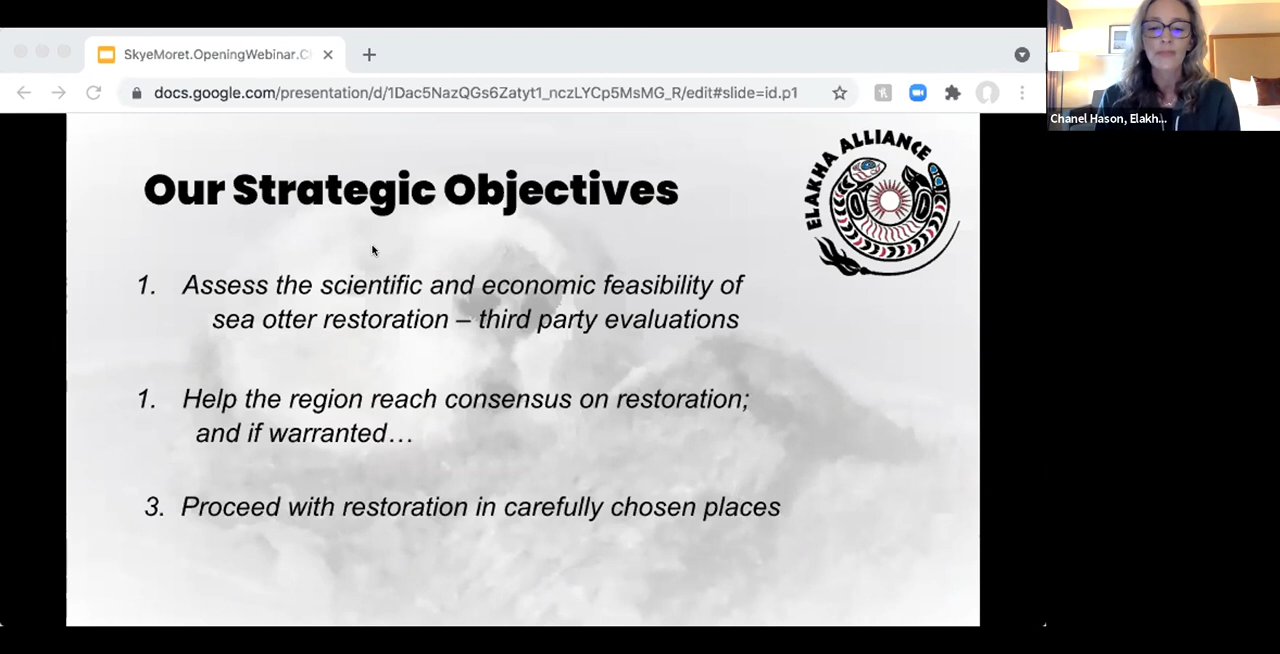 SkyeMoret.OpeningWebinar.C
docs.google.com/presentation/d/1Dac5NazQGs6Zatyt1_nczLYCp5MsMG_R/edit#slide=id.p1
Chanel Hason, Elakh...
ELAKHA ALLIANCE
Our Strategic Objectives
1. Assess the scientific and economic feasibility of
sea otter restoration – third party evaluations
1. Help the region reach consensus on restoration;
and if warranted…
3. Proceed with restoration in carefully chosen places